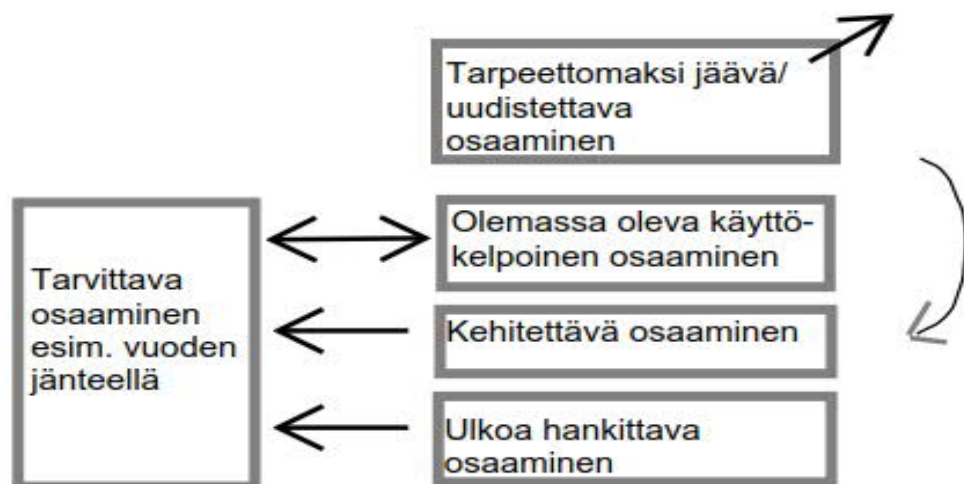 Tarpeettomaksi jäävä/
uudistettava
osaaminen
Tarvittava
osaaminen
esim. vuoden
jänteellä
Olemassa oleva käyttö-
kelpoinen osaaminen
Kehitettävä osaaminen
Ulkoa hankittava
osaaminen